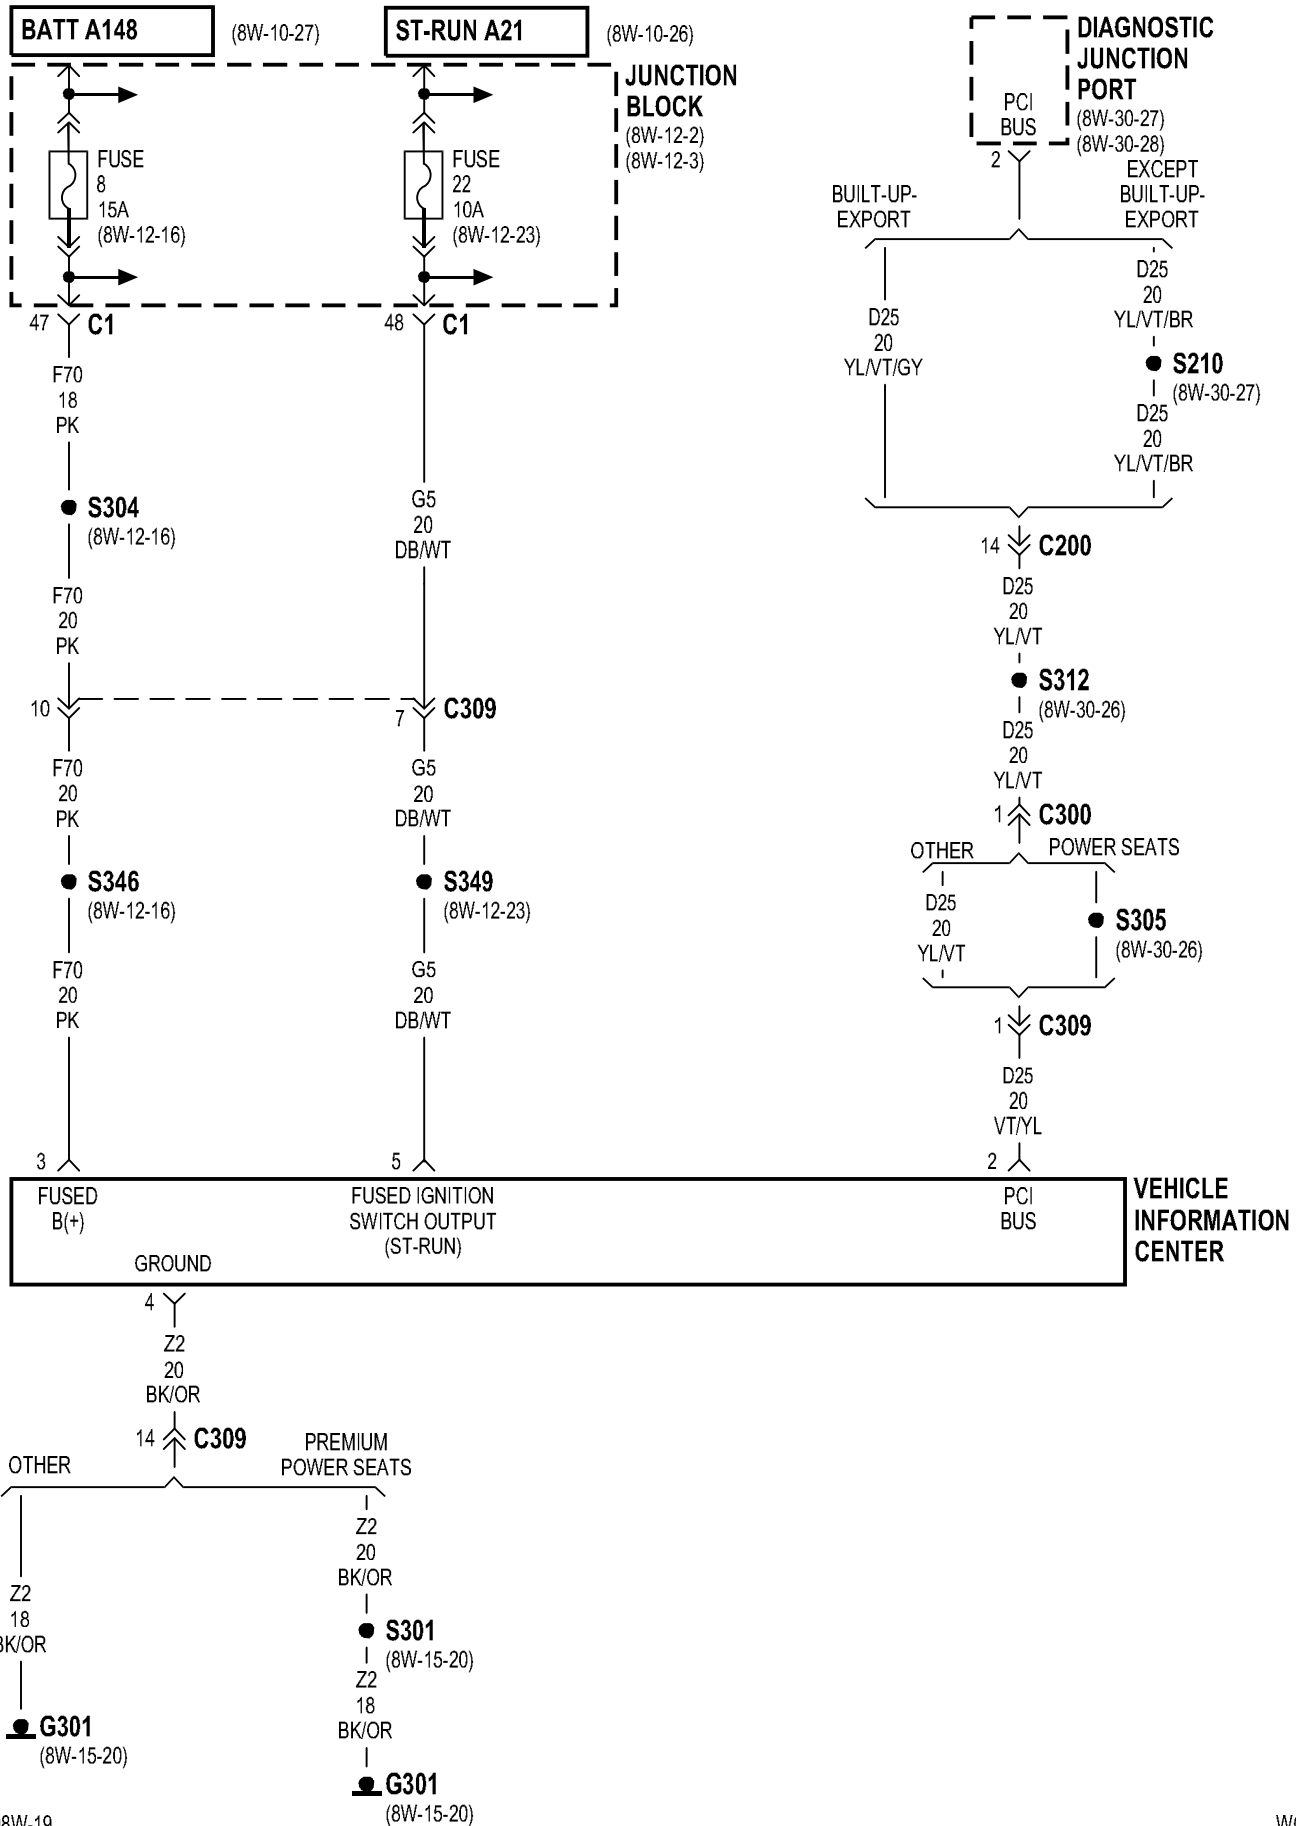 BATT A148
(8W-10-27)
ST-RUN A21
(8W-10-26)
JUNCTION
BLOCK
(8W-12-2)
(8W-12-3)
FUSE
8
15A
(8W-12-16)
FUSE
22
10A
(8W-12-23)
DIAGNOSTIC
JUNCTION
PORT
(8W-30-27)
(8W-30-28)
PCI
BUS
2
BUILT-UP-
EXPORT
EXCEPT
BUILT-UP-
EXPORT
47
C1
48
C1
F70
18
PK
S304
(8W-12-16)
F70
20
PK
G5
20
DB/WT
D25
20
YL/VT/GY
D25
20
YL/VT/BR
S210
(8W-30-27)
D25
20
YL/VT/BR
14
C200
D25
20
YL/VT
S312
(8W-30-26)
D25
20
YL/VT
1
C300
10
7
C309
F70
20
PK
S346
(8W-12-16)
F70
20
PK
G5
20
DB/WT
S349
(8W-12-23)
G5
20
DB/WT
OTHER
POWER SEATS
D25
20
YL/VT
S305
(8W-30-26)
1
C309
D25
20
VT/YL
3
5
2
FUSED
B(+)
FUSED IGNITION
SWITCH OUTPUT
(ST-RUN)
PCI
BUS
GROUND
VEHICLE
INFORMATION
CENTER
4
Z2
20
BK/OR
14
C309
OTHER
PREMIUM
POWER SEATS
Z2
18
BK/OR
G301
(8W-15-20)
Z2
20
BK/OR
S301
(8W-15-20)
Z2
18
BK/OR
G301
(8W-15-20)